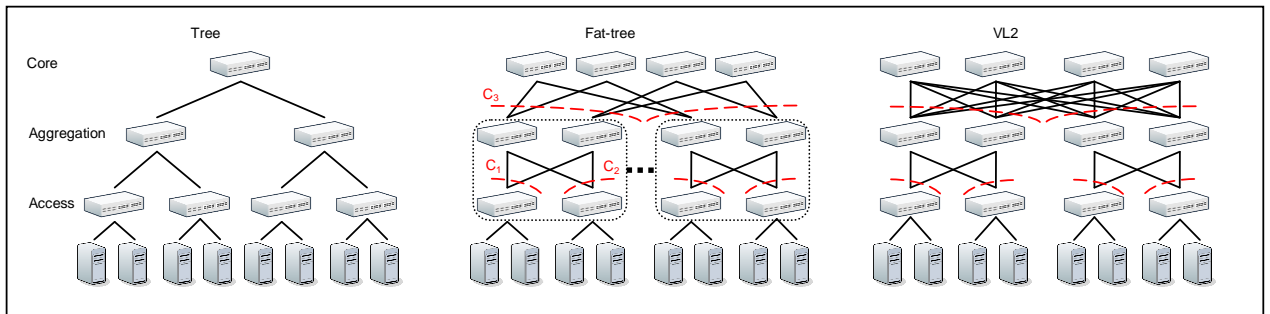 Tree
Fat-tree
VL2
Core
C3
Aggregation
C1
C2
Access